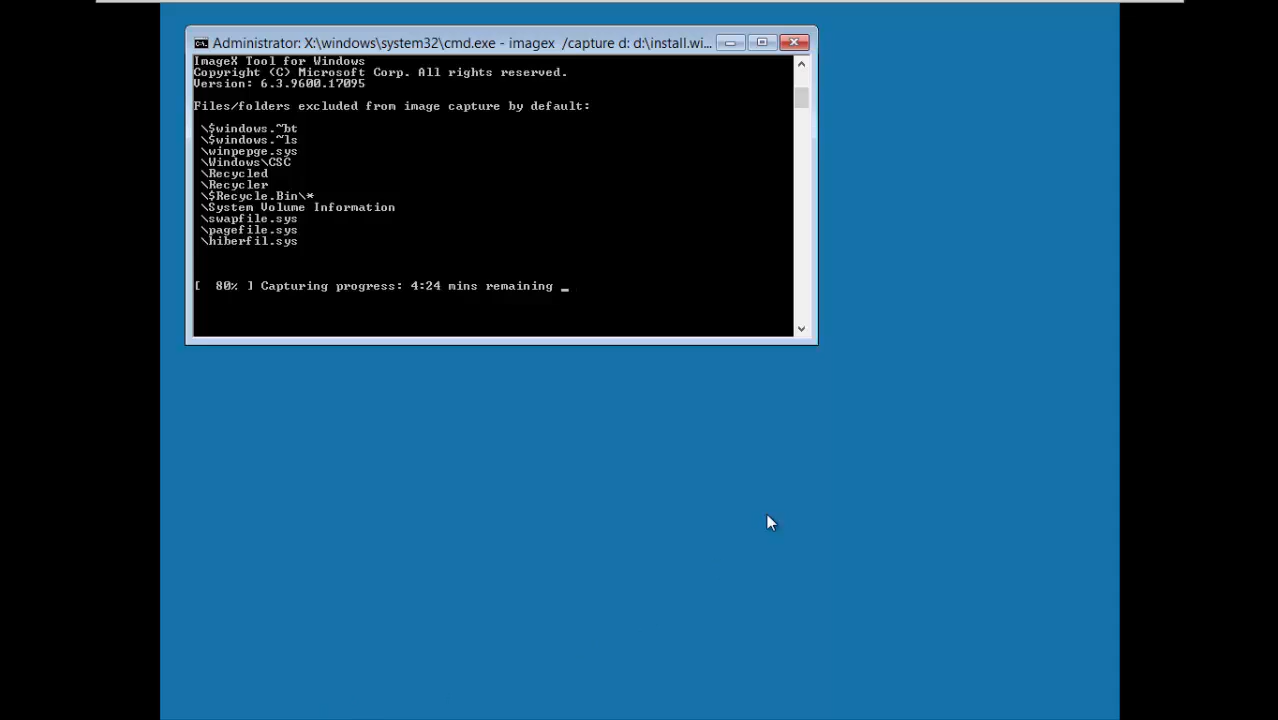 Administrator: X:\windows\system32\cmd.exe - imagex /capture d: d:\install.wi...
ImageX Tool for Windows
Copyright (C) Microsoft Corp. All rights reserved.
Version: 6.3.9600.17095
Files/folders excluded from image capture by default:
\$windows.~bt
\$windows.~ls
\winpepge.sys
\Windows\CSC
\Recycled
\Recycler
\$Recycle.Bin\*
\System Volume Information
\swapfile.sys
\pagefile.sys
\hiberfil.sys
[  80% ] Capturing progress: 4:24 mins remaining _